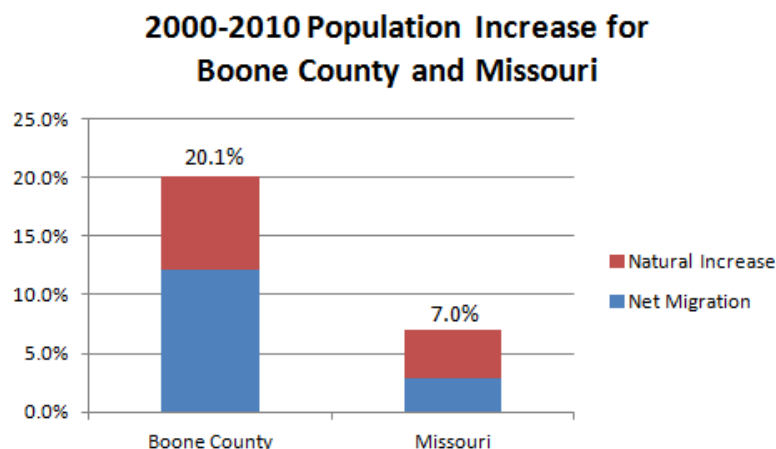 2000-2010 Population Increase for
Boone County and Missouri
25.0%
20.0%
15.0%
10.0%
5.0%
0.0%
20.1%
7.0%
Boone County
Missouri
Natural Increase
Net Migration